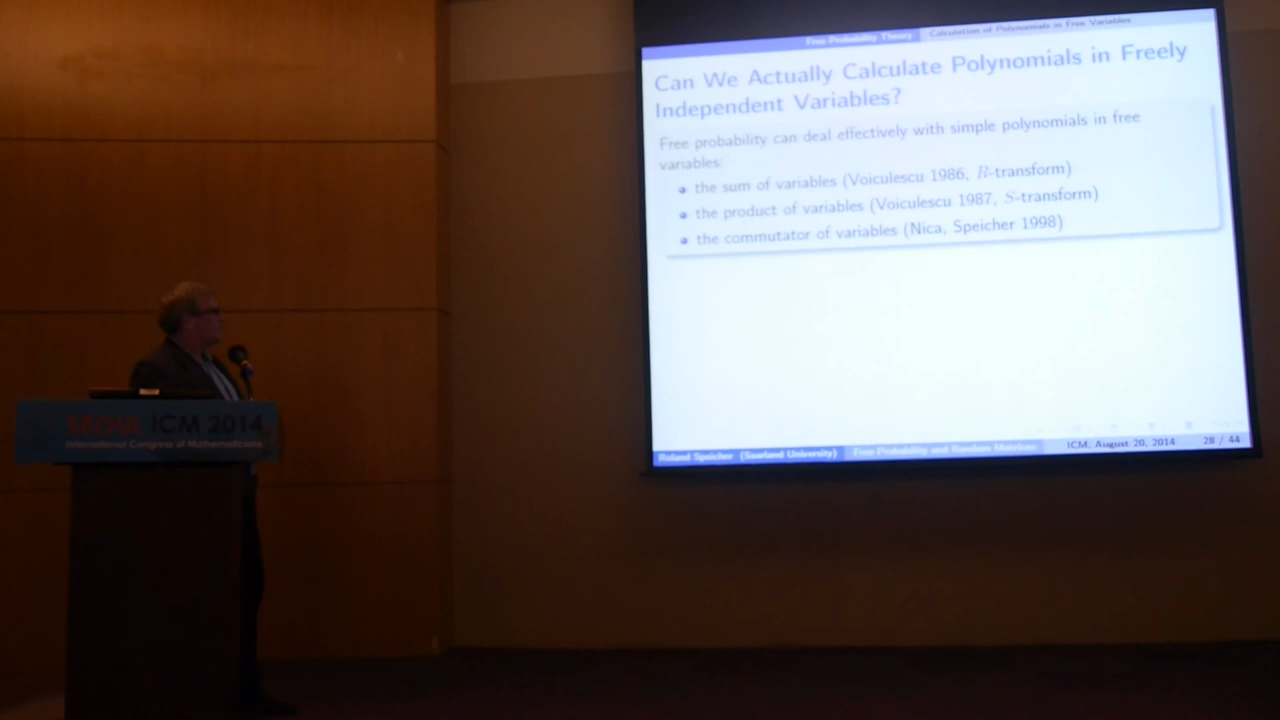 Free Probability Theory
Calculation of Polynomials in Free Variables
Can We Actually Calculate Polynomials in Freely
Independent Variables?
Free probability can deal effectively with simple polynomials in free
variables:
the sum of variables (Voiculescu 1986, R-transform)
the product of variables (Voiculescu 1987, S-transform)
the commutator of variables (Nica, Speicher 1998)
Roland Speicher (Saarland University)
Free Probability and Random Matrices
ICM, August 20, 2014
28 / 44
SEOUL ICM 2014
International Congress of Mathematicians